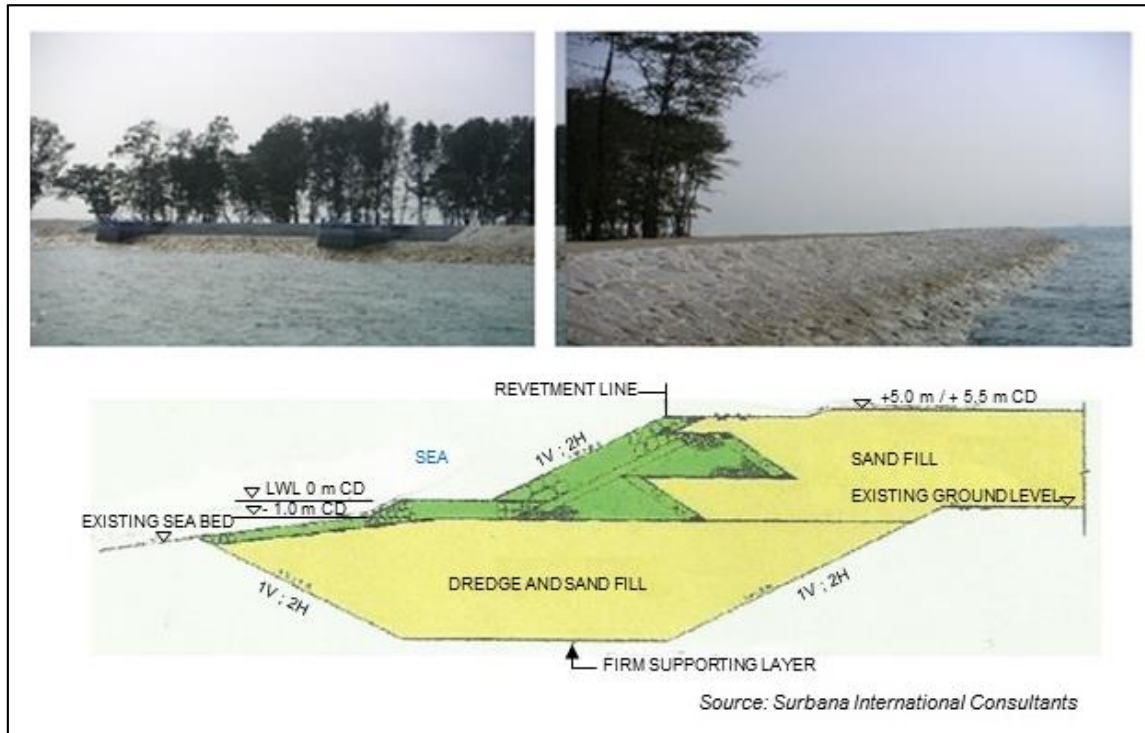 REVETMENT LINE
+5.0 m / + 5.5 m CD
1V ; 2H
SEA
SAND FILL
LWL 0 m CD
- 1.0 m CD
EXISTING GROUND LEVEL
EXISTING SEA BED
DREDGE AND SAND FILL
1V ; 2H
1V ; 2H
FIRM SUPPORTING LAYER
Source: Surbana International Consultants